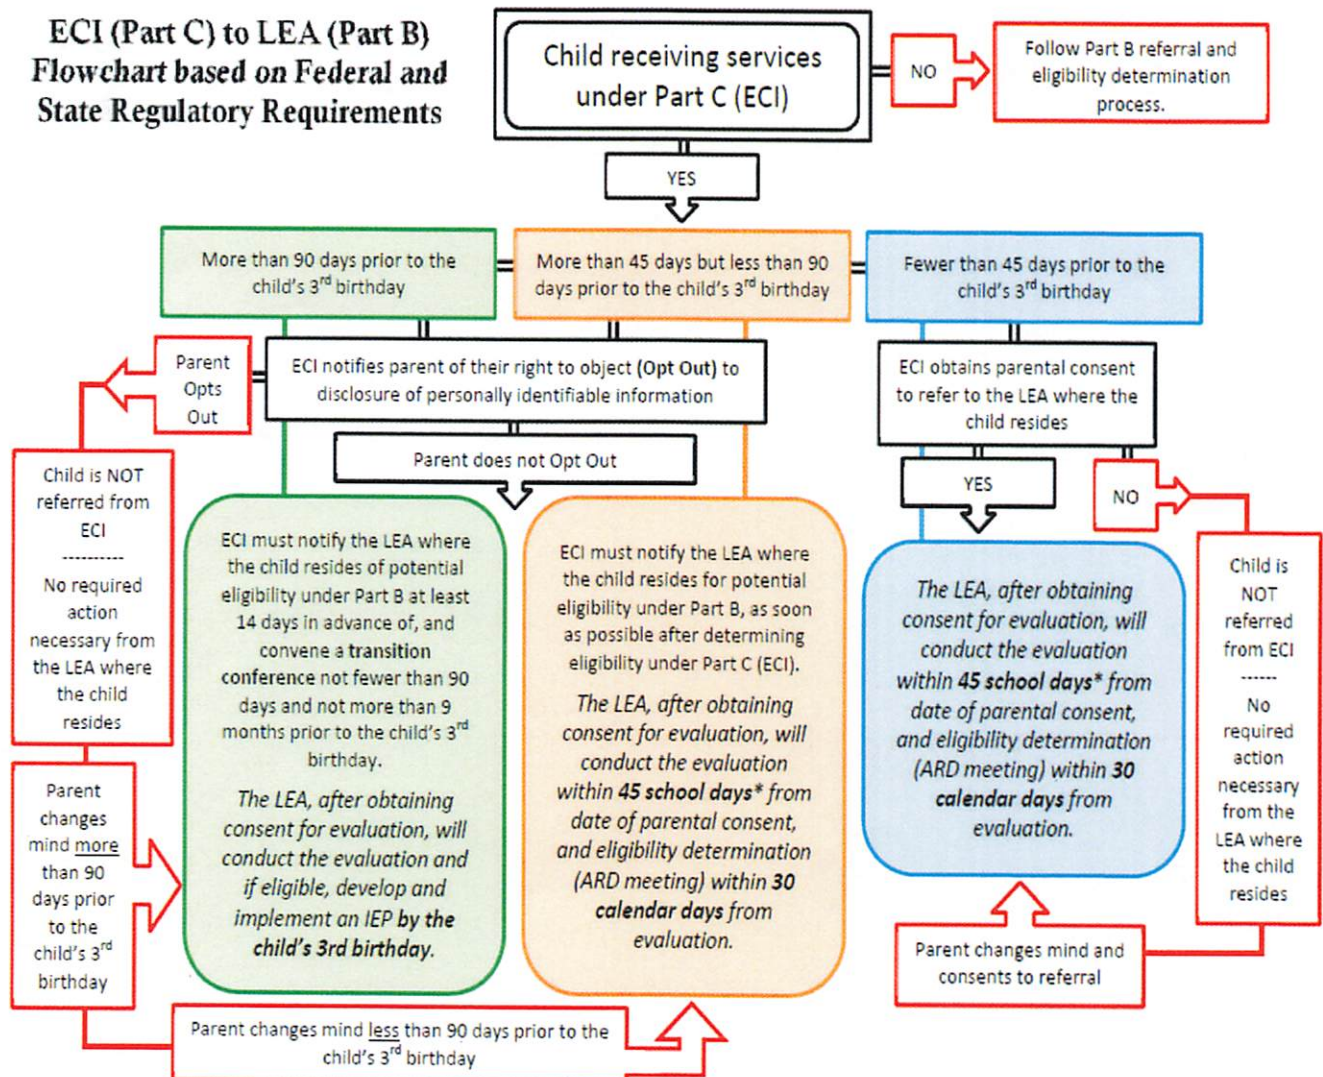 ECI (Part C) to LEA (Part B)
Flowchart based on Federal and
State Regulatory Requirements
Child receiving services
under Part C (ECI)
NO
Follow Part B referral and
eligibility determination
process.
YES
More than 90 days prior to the
child's 3rd birthday
More than 45 days but less than 90
days prior to the child's 3rd birthday
Fewer than 45 days prior to the
child's 3rd birthday
Parent
Opts
Out
ECI notifies parent of their right to object (Opt Out) to
disclosure of personally identifiable information
ECI obtains parental consent
to refer to the LEA where the
child resides
Parent does not Opt Out
YES
NO
Child is NOT
referred from
ECI
----------
No required
action
necessary from
the LEA where
the child
resides
ECI must notify the LEA where
the child resides of potential
eligibility under Part B at least
14 days in advance of, and
convene a transition
conference not fewer than 90
days and not more than 9
months prior to the child's 3rd
birthday.
The LEA, after obtaining
consent for evaluation, will
conduct the evaluation and
if eligible, develop and
implement an IEP by the
child's 3rd birthday.
ECI must notify the LEA where
the child resides for potential
eligibility under Part B, as soon
as possible after determining
eligibility under Part C (ECI).
The LEA, after obtaining
consent for evaluation, will
conduct the evaluation
within 45 school days* from
date of parental consent,
and eligibility determination
(ARD meeting) within 30
calendar days from
evaluation.
The LEA, after obtaining
consent for evaluation, will
conduct the evaluation
within 45 school days* from
date of parental consent,
and eligibility determination
(ARD meeting) within 30
calendar days from
evaluation.
Child is
NOT
referred
from ECI
------
No
required
action
necessary
from the
LEA where
the child
resides
Parent
changes
mind more
than 90
days prior
to the
child's 3rd
birthday
Parent changes mind and
consents to referral
Parent changes mind less than 90 days prior to the
child's 3rd birthday